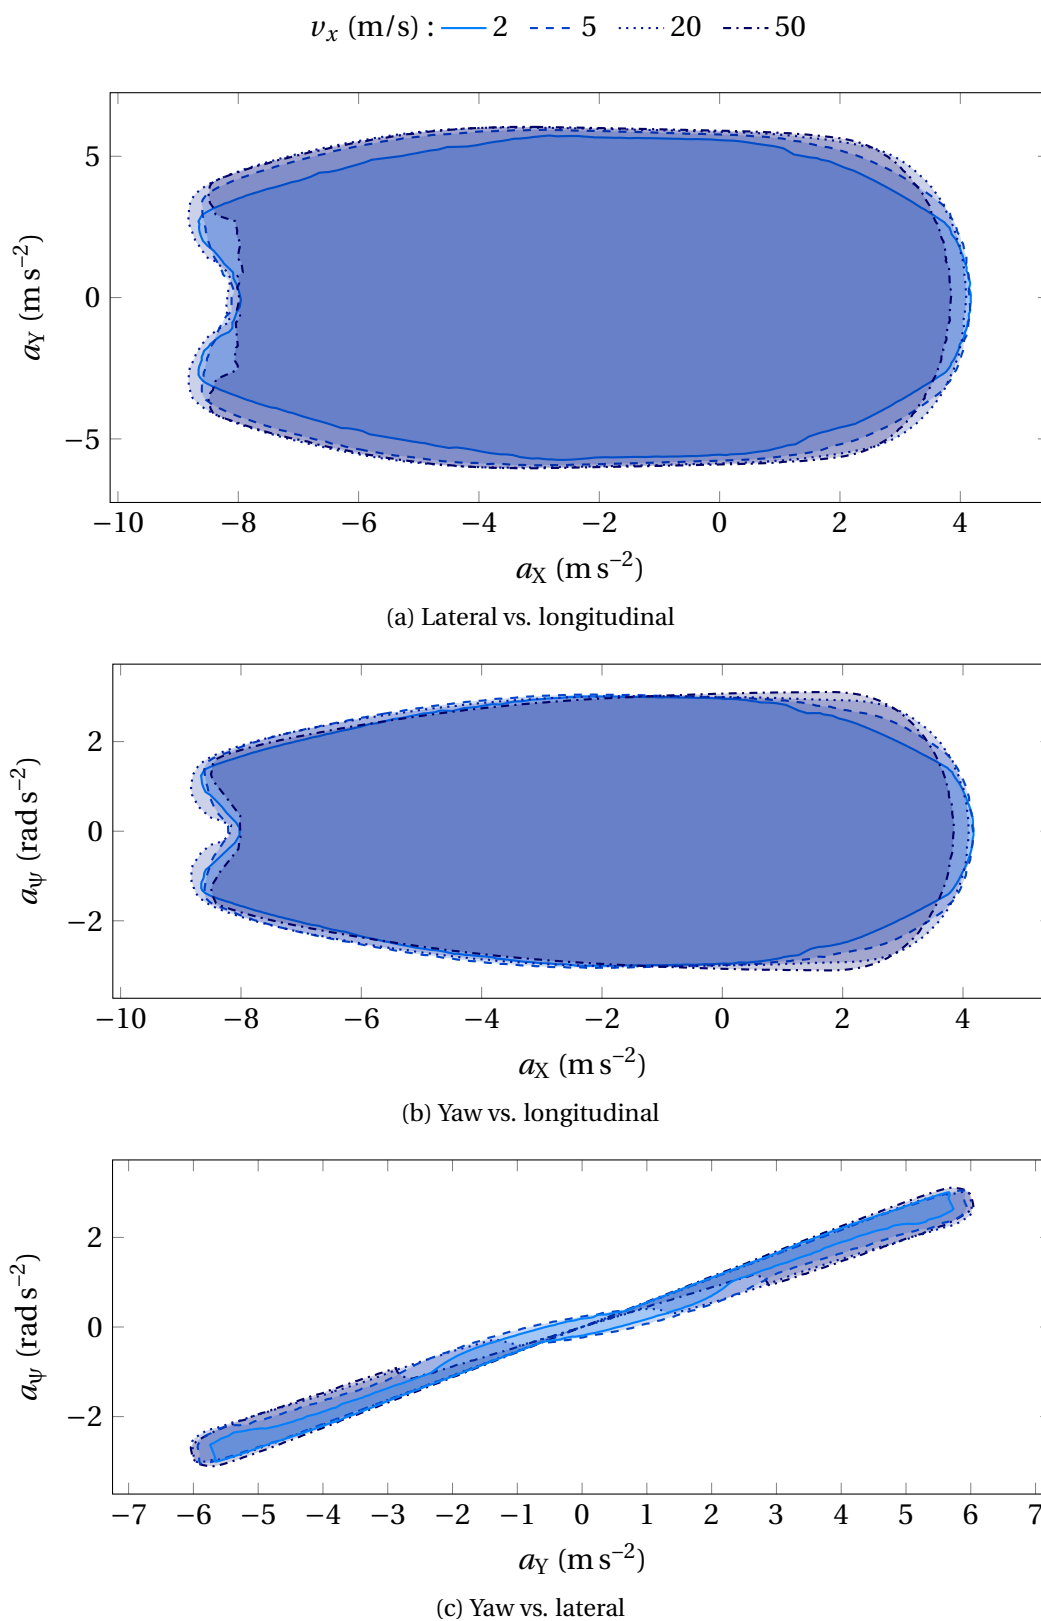 v_x (m/s) : 2 5 20 50
5
0
−5
a_Y (m s⁻²)
−10 −8 −6 −4 −2 0 2 4
a_X (m s⁻²)
(a) Lateral vs. longitudinal
2
0
−2
a_ψ (rad s⁻²)
−10 −8 −6 −4 −2 0 2 4
a_X (m s⁻²)
(b) Yaw vs. longitudinal
2
0
−2
a_ψ (rad s⁻²)
−7 −6 −5 −4 −3 −2 −1 0 1 2 3 4 5 6 7
a_Y (m s⁻²)
(c) Yaw vs. lateral